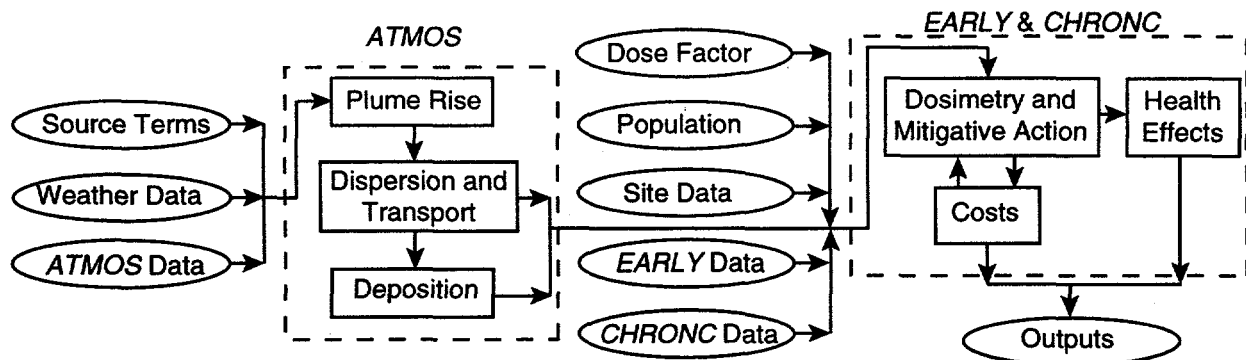 ATMOS
EARLY & CHRONC
Source Terms
Weather Data
ATMOS Data
Plume Rise
Dispersion and
Transport
Deposition
Dose Factor
Population
Site Data
EARLY Data
CHRONC Data
Dosimetry and
Mitigative Action
Health
Effects
Costs
Outputs